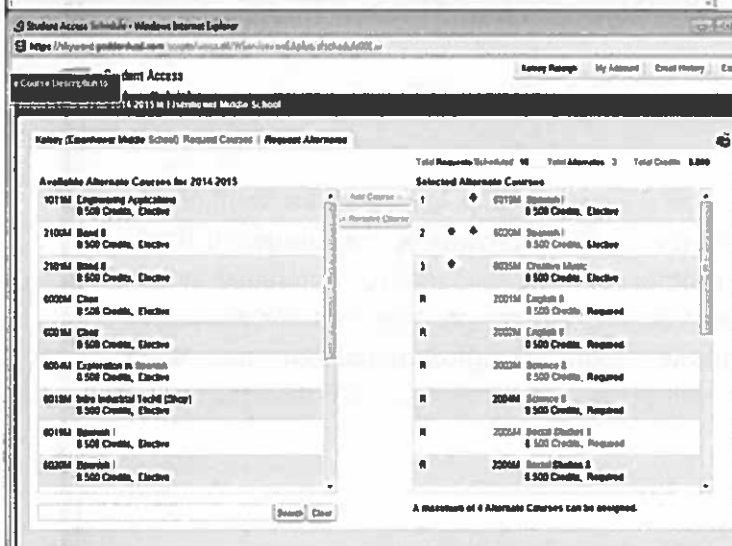 Student Access Schedule - Windows Internet Explorer
https
Student Access
Kelsey Raleigh My Account Email History
e Course Description to
2014-2015 in Eisenhower Middle School
Kelsey (Eisenhower Middle School) Request Courses | Request Alternates
Total Requests Scheduled 16 Total Alternates 3 Total Credits 8.000
Available Alternate Courses for 2014-2015
1011M Engineering Applications
0.500 Credits, Elective
2100M Band 8
0.500 Credits, Elective
2101M Band 8
0.500 Credits, Elective
6000M Choir
0.500 Credits, Elective
6001M Choir
0.500 Credits, Elective
6004M Exploration in Spanish
0.500 Credits, Elective
6018M Intro Industrial TechEd (Shop)
0.500 Credits, Elective
6019M Spanish I
0.500 Credits, Elective
6020M Spanish I
0.500 Credits, Elective
Search Clear
Add Course
Remove Course
Selected Alternate Courses
1 6019M Spanish I
0.500 Credits, Elective
2 6020M Spanish I
0.500 Credits, Elective
3 6035M Creative Music
0.500 Credits, Elective
R 2001M English 8
0.500 Credits, Required
R 2002M English 8
0.500 Credits, Required
R 2003M Science 8
0.500 Credits, Required
R 2004M Science 8
0.500 Credits, Required
R 2005M Social Studies 8
0.500 Credits, Required
R 2006M Social Studies 8
0.500 Credits, Required
A maximum of 4 Alternate Courses can be assigned.